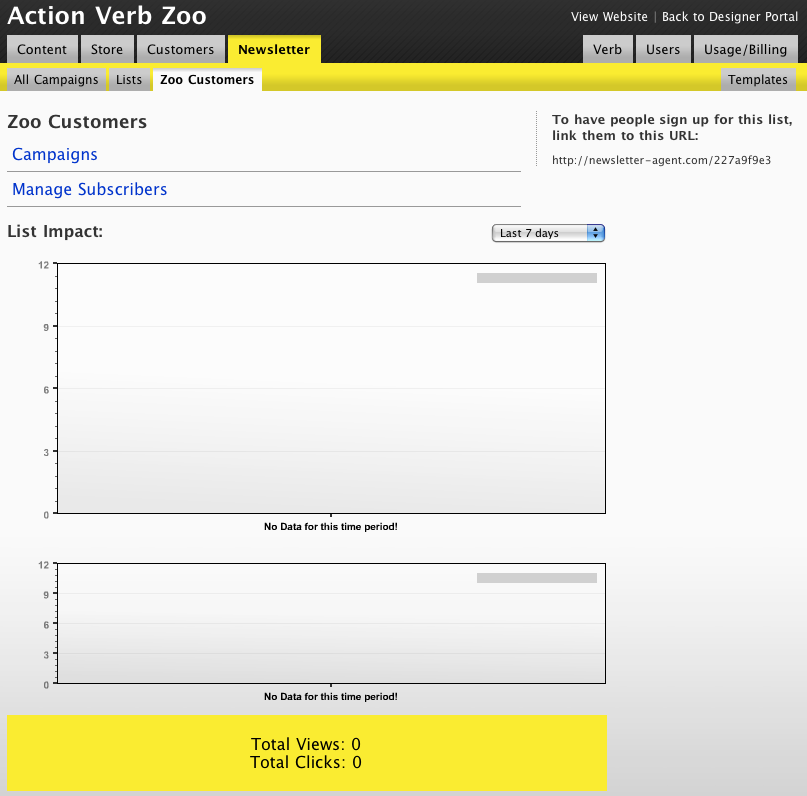 Action Verb Zoo
View Website | Back to Designer Portal
Content Store Customers Newsletter Verb Users Usage/Billing
All Campaigns Lists Zoo Customers Templates
Zoo Customers
Campaigns
Manage Subscribers
To have people sign up for this list,
link them to this URL:
http://newsletter-agent.com/227a9f9e3
List Impact:
Last 7 days
12
9
6
3
0
No Data for this time period!
12
9
6
3
0
No Data for this time period!
Total Views: 0
Total Clicks: 0